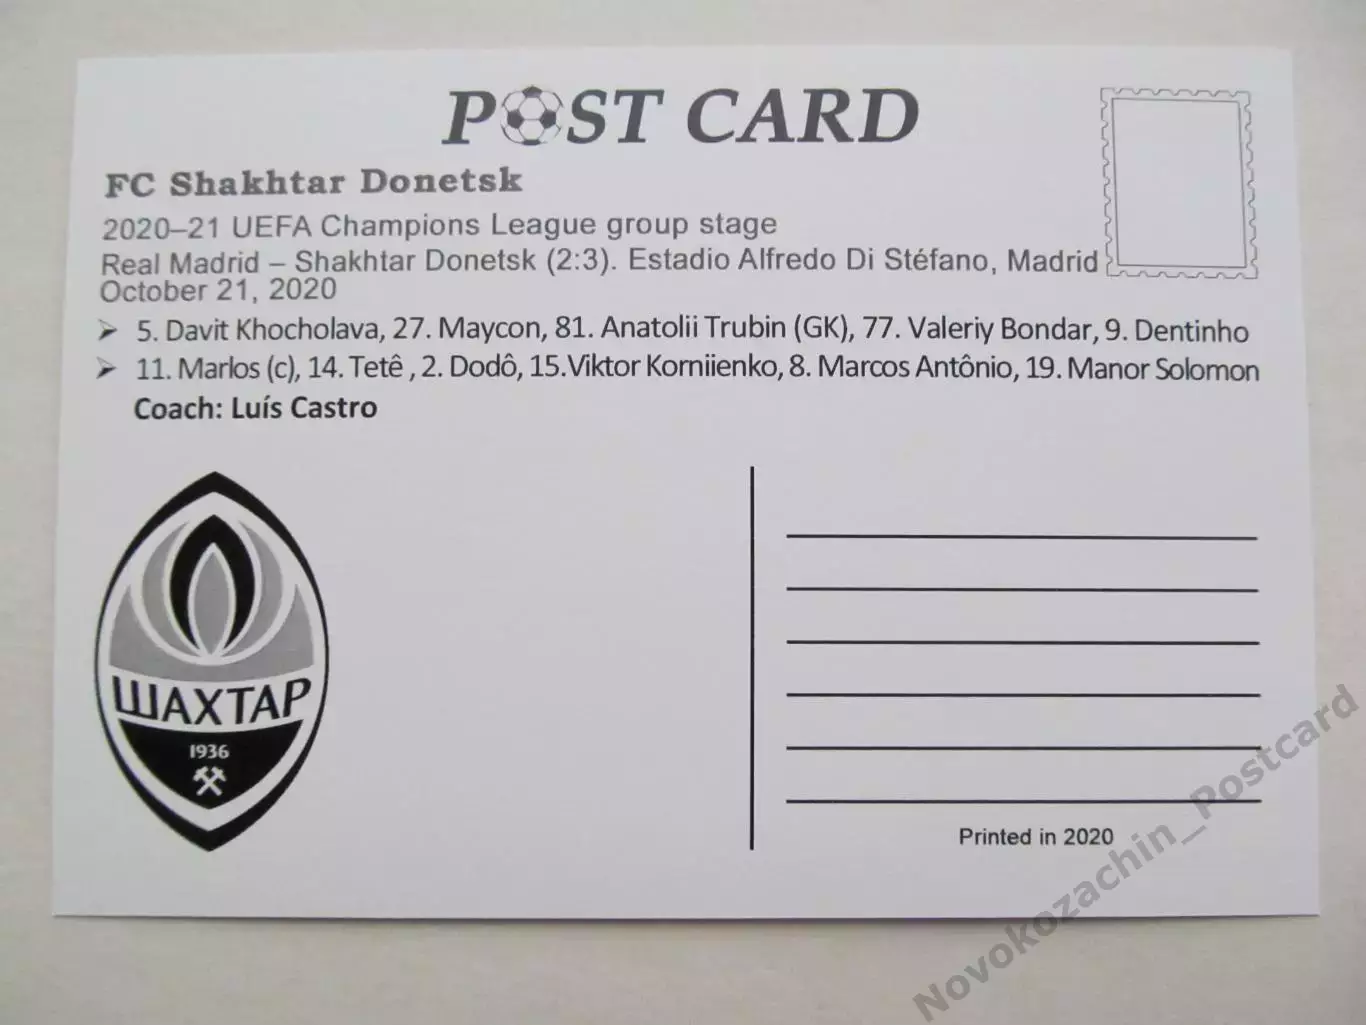 POST CARD
FC Shakhtar Donetsk
2020–21 UEFA Champions League group stage
Real Madrid – Shakhtar Donetsk (2:3). Estadio Alfredo Di Stéfano, Madrid
October 21, 2020
➢ 5. Davit Khocholava, 27. Maycon, 81. Anatolii Trubin (GK), 77. Valeriy Bondar, 9. Dentinho
➢ 11. Marlos (c), 14. Tetê , 2. Dodô, 15.Viktor Korniienko, 8. Marcos Antônio, 19. Manor Solomon
Coach: Luís Castro
ШАХТАР
1936
Printed in 2020
Novokozachin_Postcard